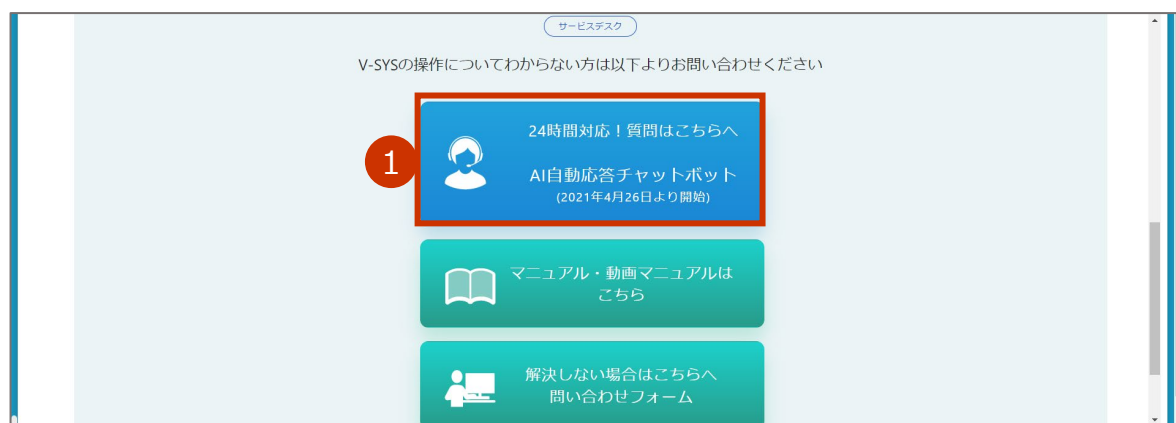 サービスデスク
V-SYSの操作についてわからない方は以下よりお問い合わせください
1
24時間対応！質問はこちらへ
AI自動応答チャットボット
(2021年4月26日より開始)
マニュアル・動画マニュアルは
こちら
解決しない場合はこちらへ
問い合わせフォーム